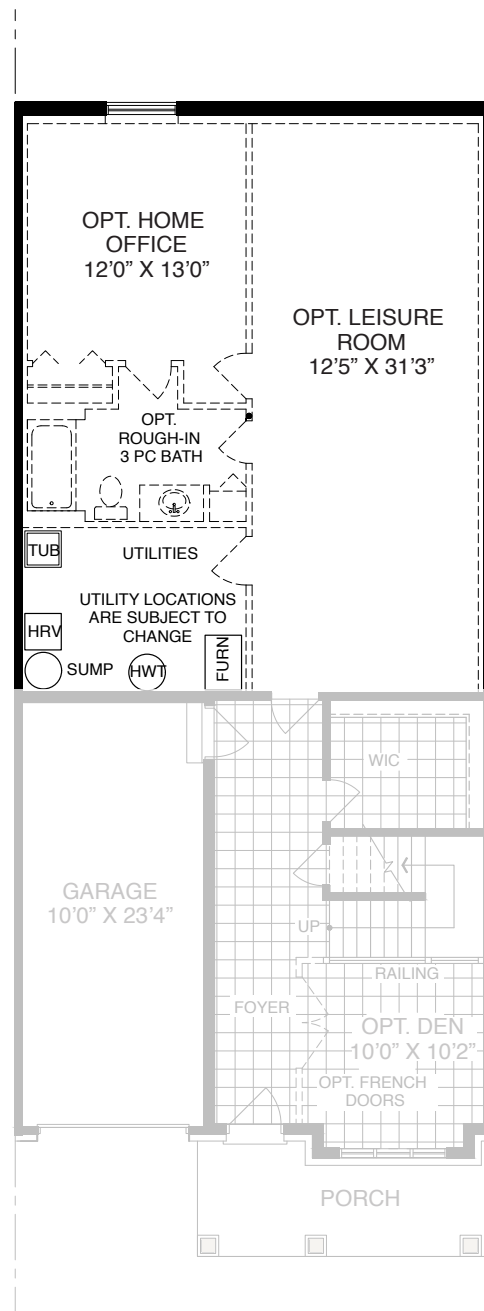 OPT. HOME
OFFICE
12’0” X 13’0”
OPT. LEISURE
ROOM
12’5” X 31’3”
OPT.
ROUGH-IN
3 PC BATH
TUB
UTILITIES
UTILITY LOCATIONS
ARE SUBJECT TO
CHANGE
HRV
SUMP
HWT
FURN
WIC
GARAGE
10’0” X 23’4”
UP
RAILING
FOYER
OPT. DEN
10’0” X 10’2”
OPT. FRENCH
DOORS
PORCH